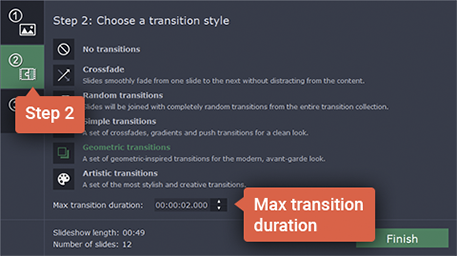 1
Step 2: Choose a transition style
No transitions
2
Crossfade
Slides smoothly fade from one slide to the next without distracting from the content.
Random transitions
Slides will be joined with completely random transitions from the entire transition collection.
Step 2
Simple transitions
A set of crossfades, gradients and push transitions for a clean look.
Geometric transitions
A set of geometric-inspired transitions for the modern, avant-garde look.
Artistic transitions
A set of the most stylish and creative transitions.
Max transition duration: 00:00:02.000
Max transition
duration
Slideshow length: 00:49
Number of slides: 12
Finish